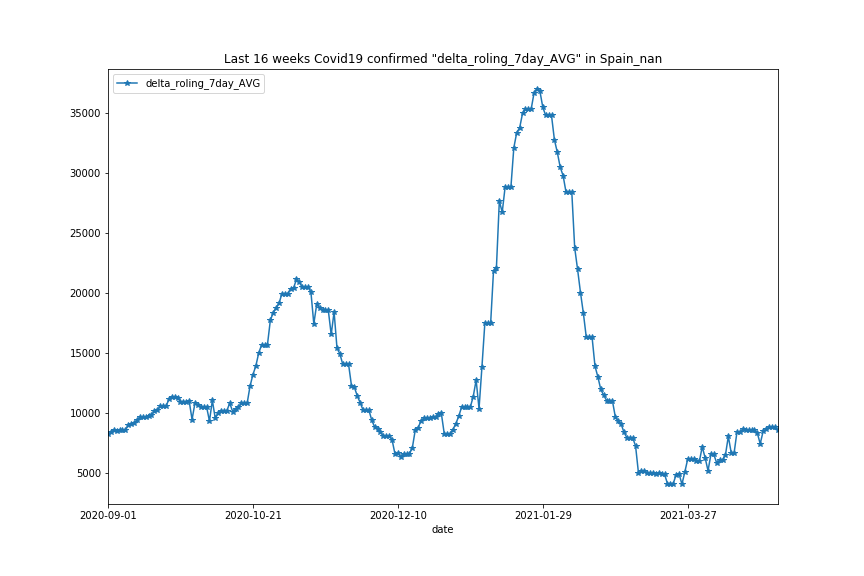 Last 16 weeks Covid19 confirmed "delta_roling_7day_AVG" in Spain_nan
delta_roling_7day_AVG
35000
30000
25000
20000
15000
10000
5000
2020-09-01 2020-10-21 2020-12-10 2021-01-29 2021-03-27
date